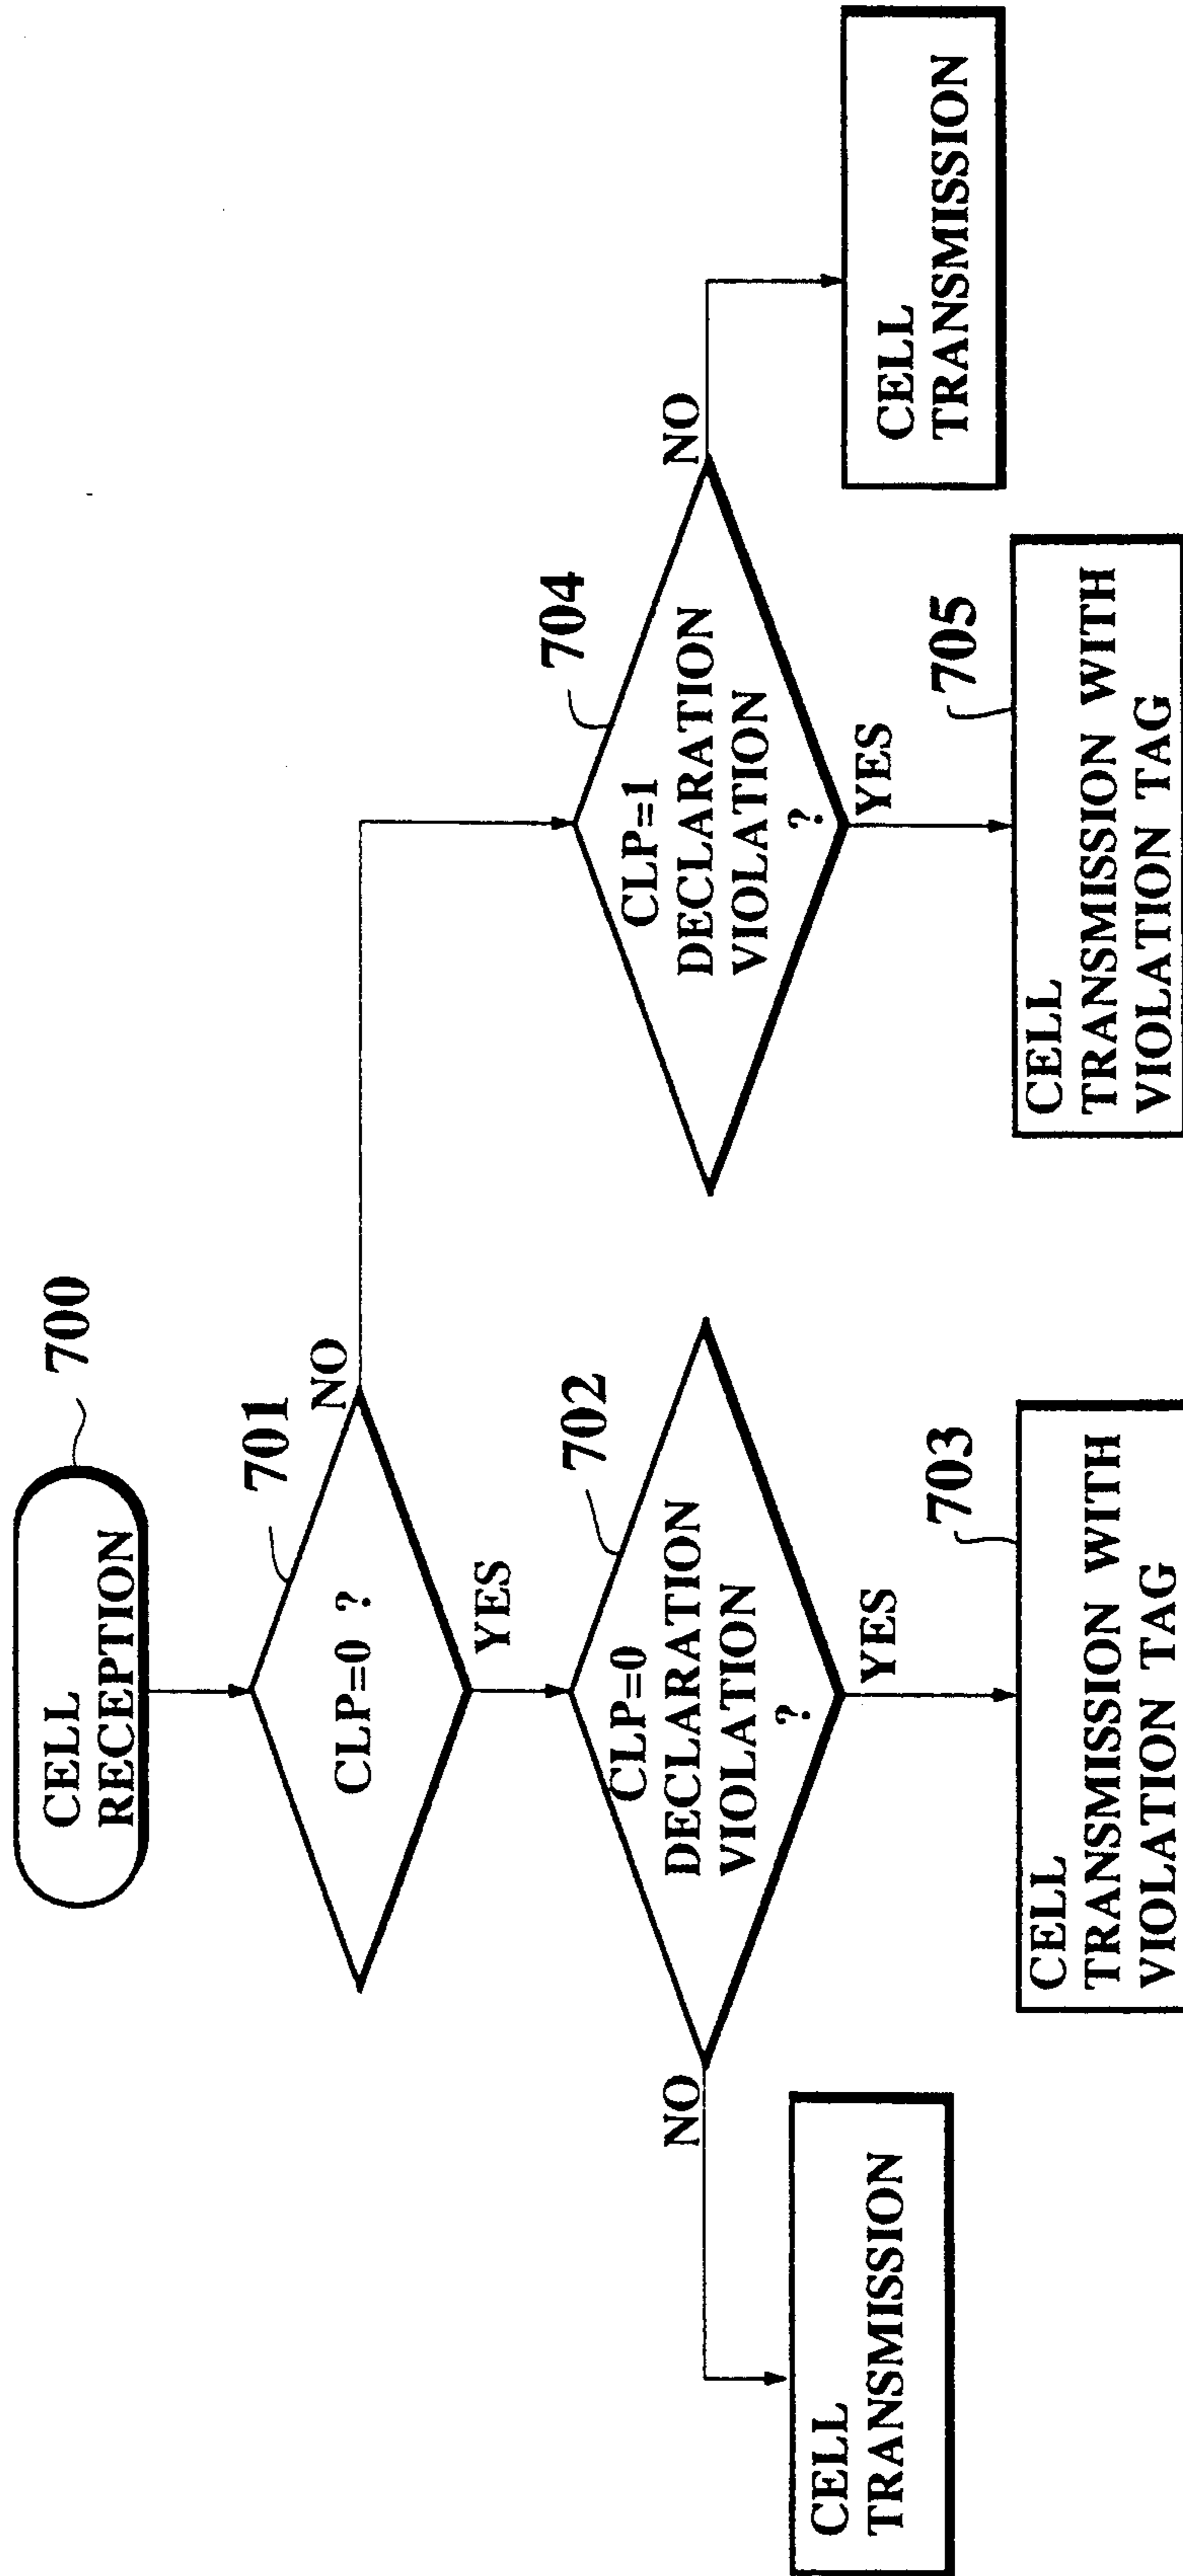 CELL
RECEPTION
700
701
CLP=0 ?
NO
YES
702
CLP=0
DECLARATION
VIOLATION
?
NO
YES
CELL
TRANSMISSION
703
CELL
TRANSMISSION WITH
VIOLATION TAG
704
CLP=1
DECLARATION
VIOLATION
?
NO
YES
CELL
TRANSMISSION
705
CELL
TRANSMISSION WITH
VIOLATION TAG